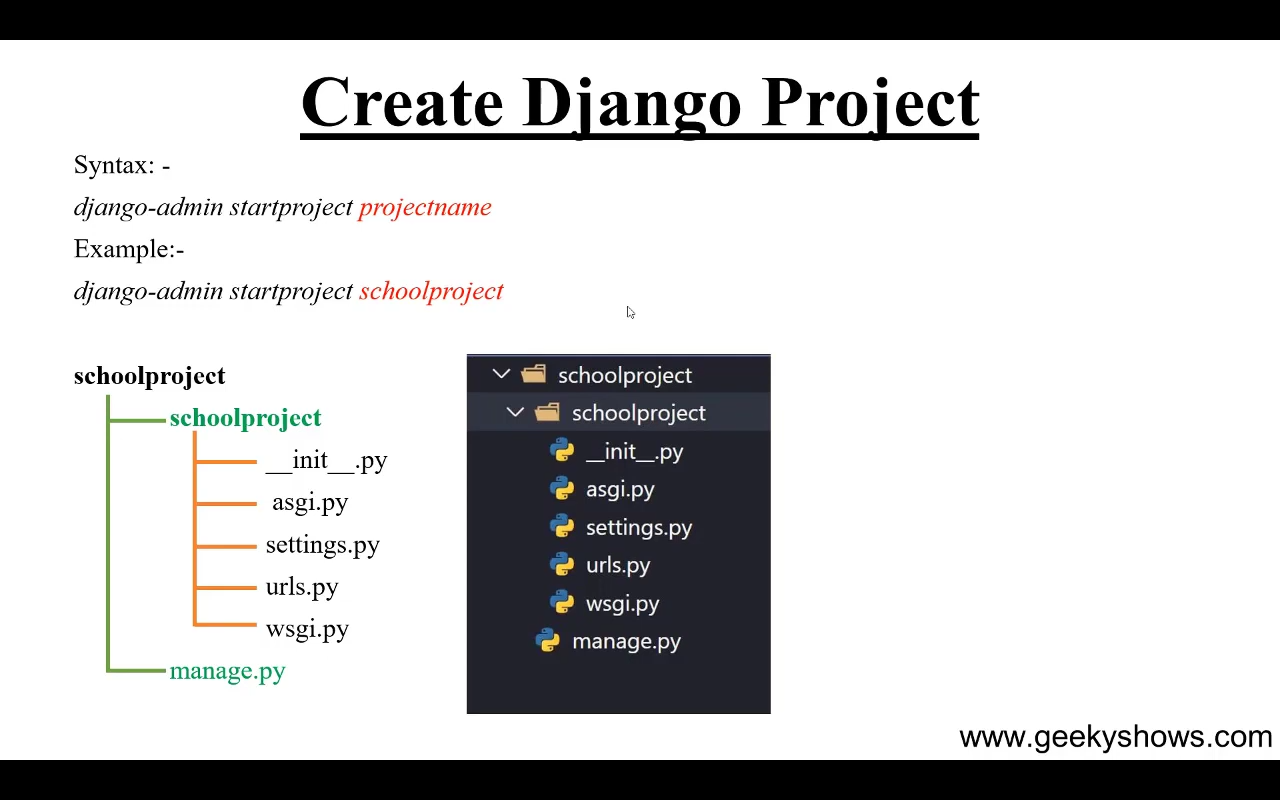 Create Django Project
Syntax: -
django-admin startproject projectname
Example:-
django-admin startproject schoolproject
schoolproject
schoolproject
__init__.py
asgi.py
settings.py
urls.py
wsgi.py
manage.py
schoolproject
schoolproject
__init__.py
asgi.py
settings.py
urls.py
wsgi.py
manage.py
www.geekyshows.com